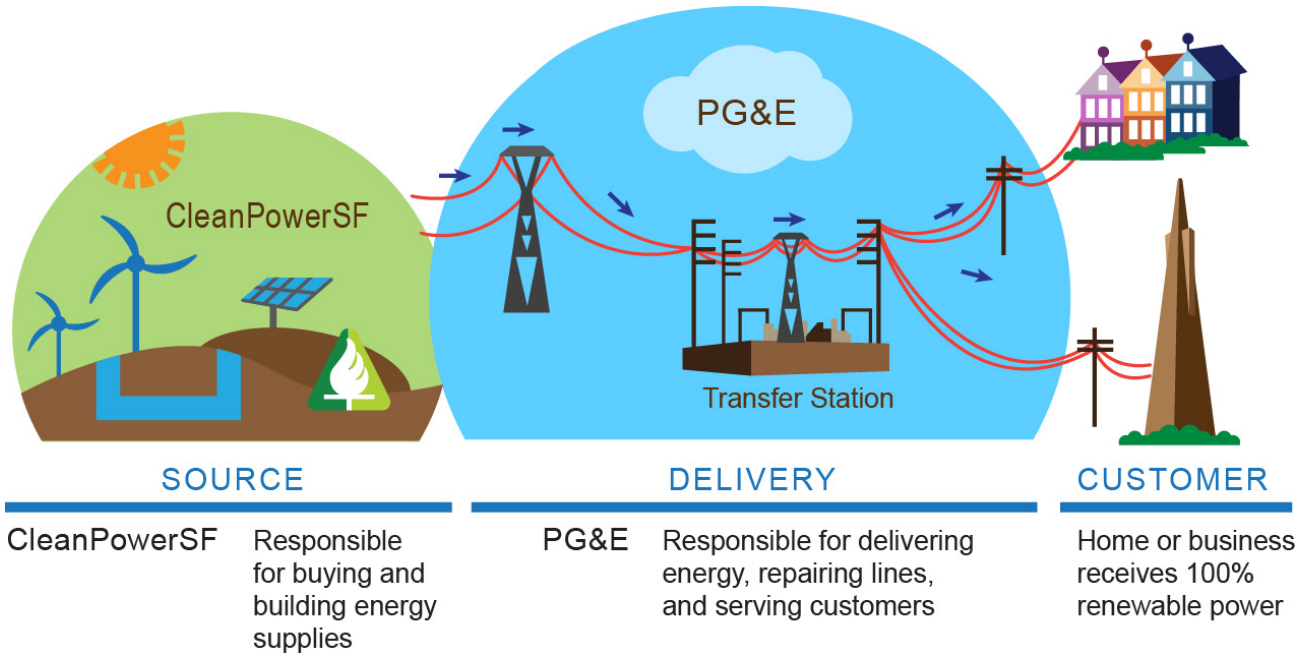 PG&E
CleanPowerSF
Transfer Station
SOURCE
CleanPowerSF
Responsible
for buying and
building energy
supplies
DELIVERY
PG&E
Responsible for delivering
energy, repairing lines,
and serving customers
CUSTOMER
Home or business
receives 100%
renewable power